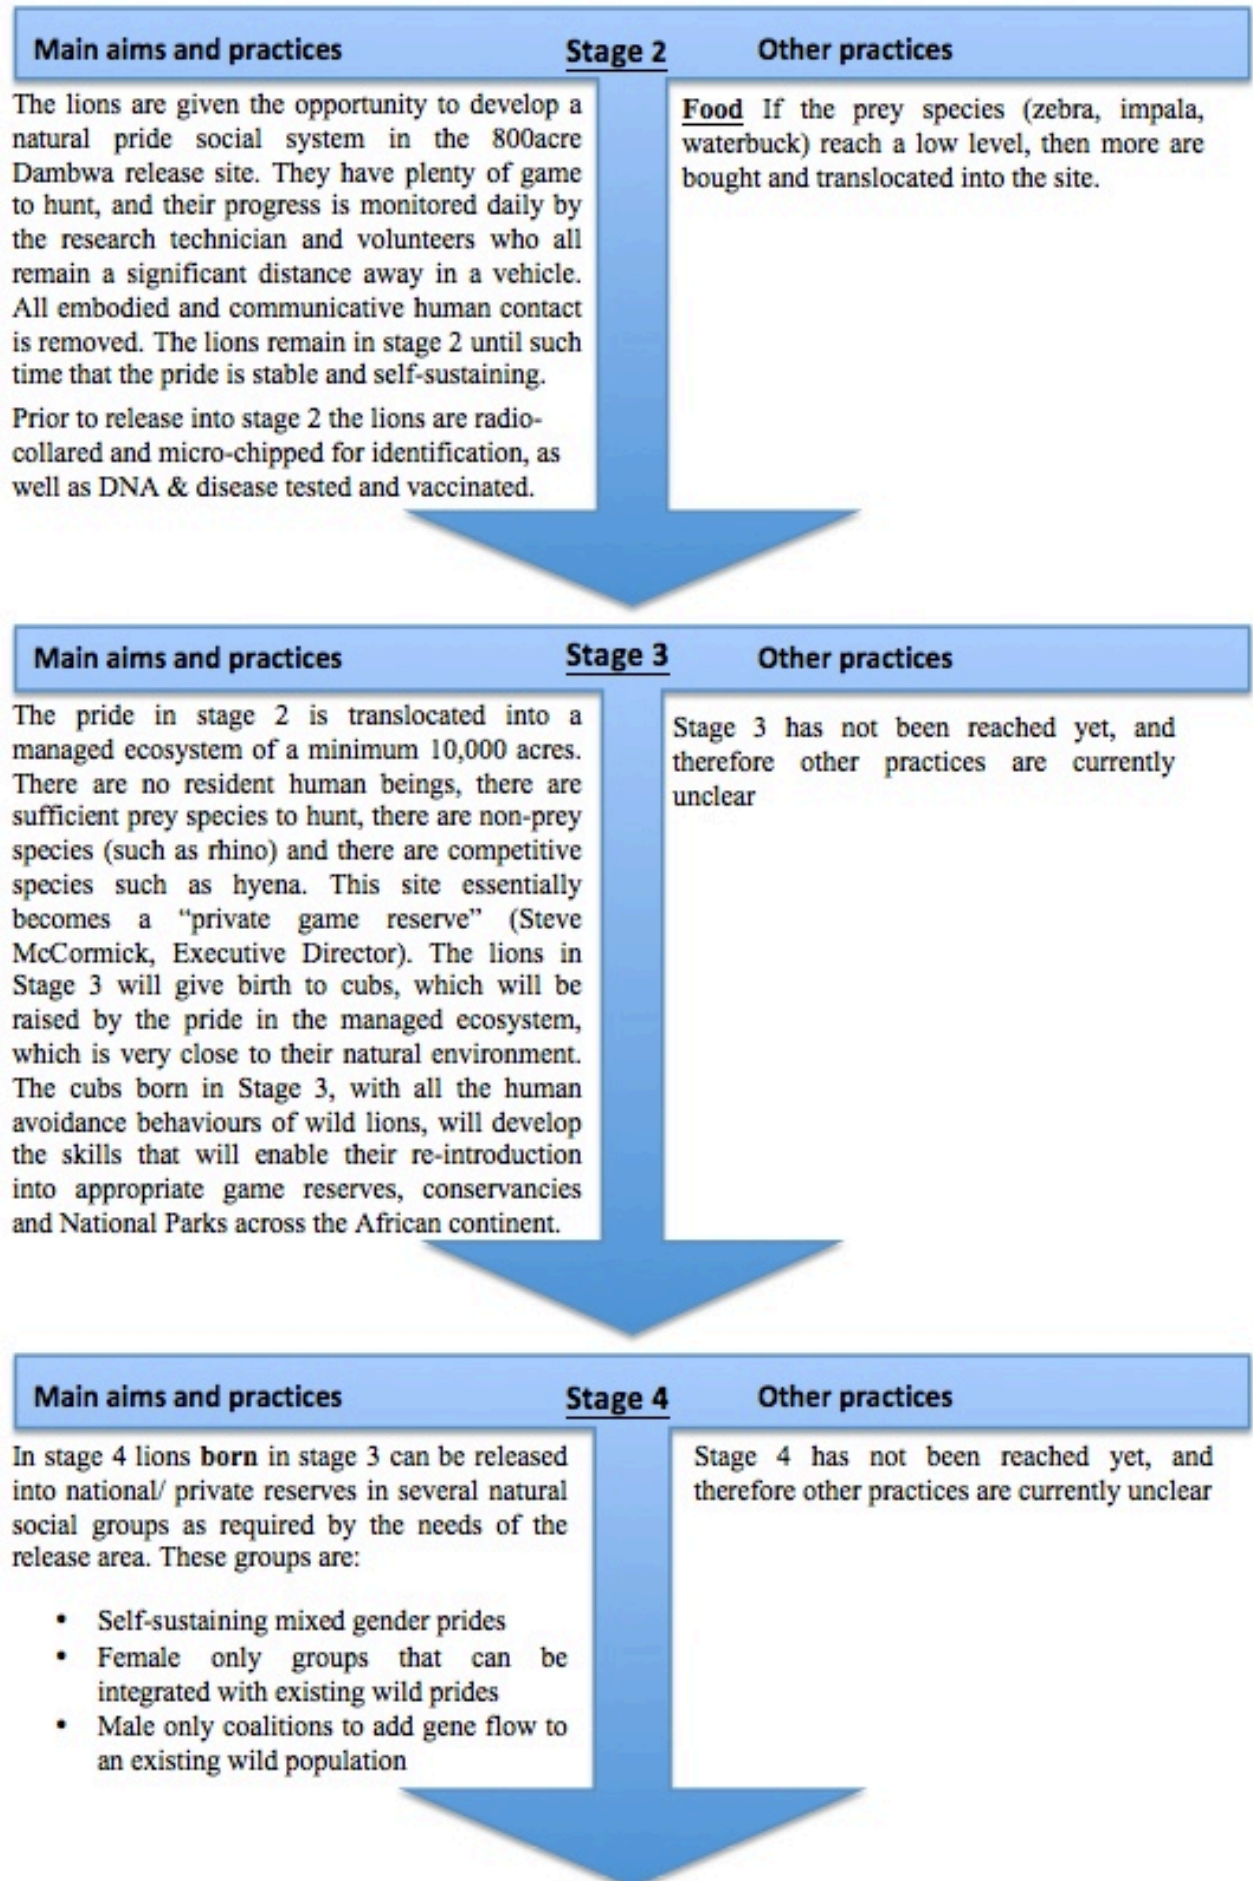 Main aims and practices Stage 2 Other practices
The lions are given the opportunity to develop a
natural pride social system in the 800acre
Dambwa release site. They have plenty of game
to hunt, and their progress is monitored daily by
the research technician and volunteers who all
remain a significant distance away in a vehicle.
All embodied and communicative human contact
is removed. The lions remain in stage 2 until such
time that the pride is stable and self-sustaining.
Prior to release into stage 2 the lions are radio-
collared and micro-chipped for identification, as
well as DNA & disease tested and vaccinated.
Food If the prey species (zebra, impala,
waterbuck) reach a low level, then more are
bought and translocated into the site.
Main aims and practices Stage 3 Other practices
The pride in stage 2 is translocated into a
managed ecosystem of a minimum 10,000 acres.
There are no resident human beings, there are
sufficient prey species to hunt, there are non-prey
species (such as rhino) and there are competitive
species such as hyena. This site essentially
becomes a “private game reserve” (Steve
McCormick, Executive Director). The lions in
Stage 3 will give birth to cubs, which will be
raised by the pride in the managed ecosystem,
which is very close to their natural environment.
The cubs born in Stage 3, with all the human
avoidance behaviours of wild lions, will develop
the skills that will enable their re-introduction
into appropriate game reserves, conservancies
and National Parks across the African continent.
Stage 3 has not been reached yet, and
therefore other practices are currently
unclear
Main aims and practices Stage 4 Other practices
In stage 4 lions born in stage 3 can be released
into national/ private reserves in several natural
social groups as required by the needs of the
release area. These groups are:
• Self-sustaining mixed gender prides
• Female only groups that can be
integrated with existing wild prides
• Male only coalitions to add gene flow to
an existing wild population
Stage 4 has not been reached yet, and
therefore other practices are currently unclear